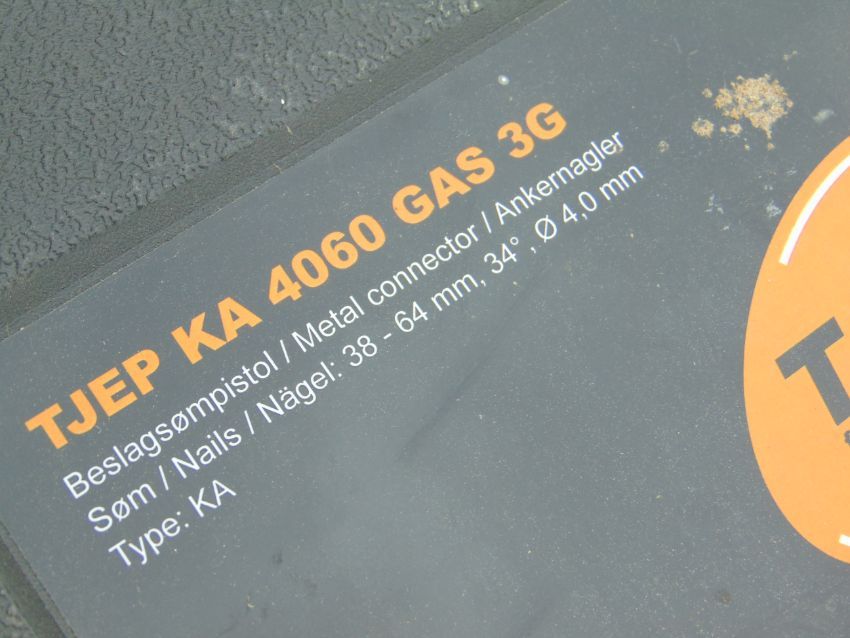 TJEP KA 4060 GAS 3G
Beslagsømpistol / Metal connector / Ankernagler
Søm / Nails / Nägel: 38 - 64 mm, 34°, Ø 4,0 mm
Type: KA